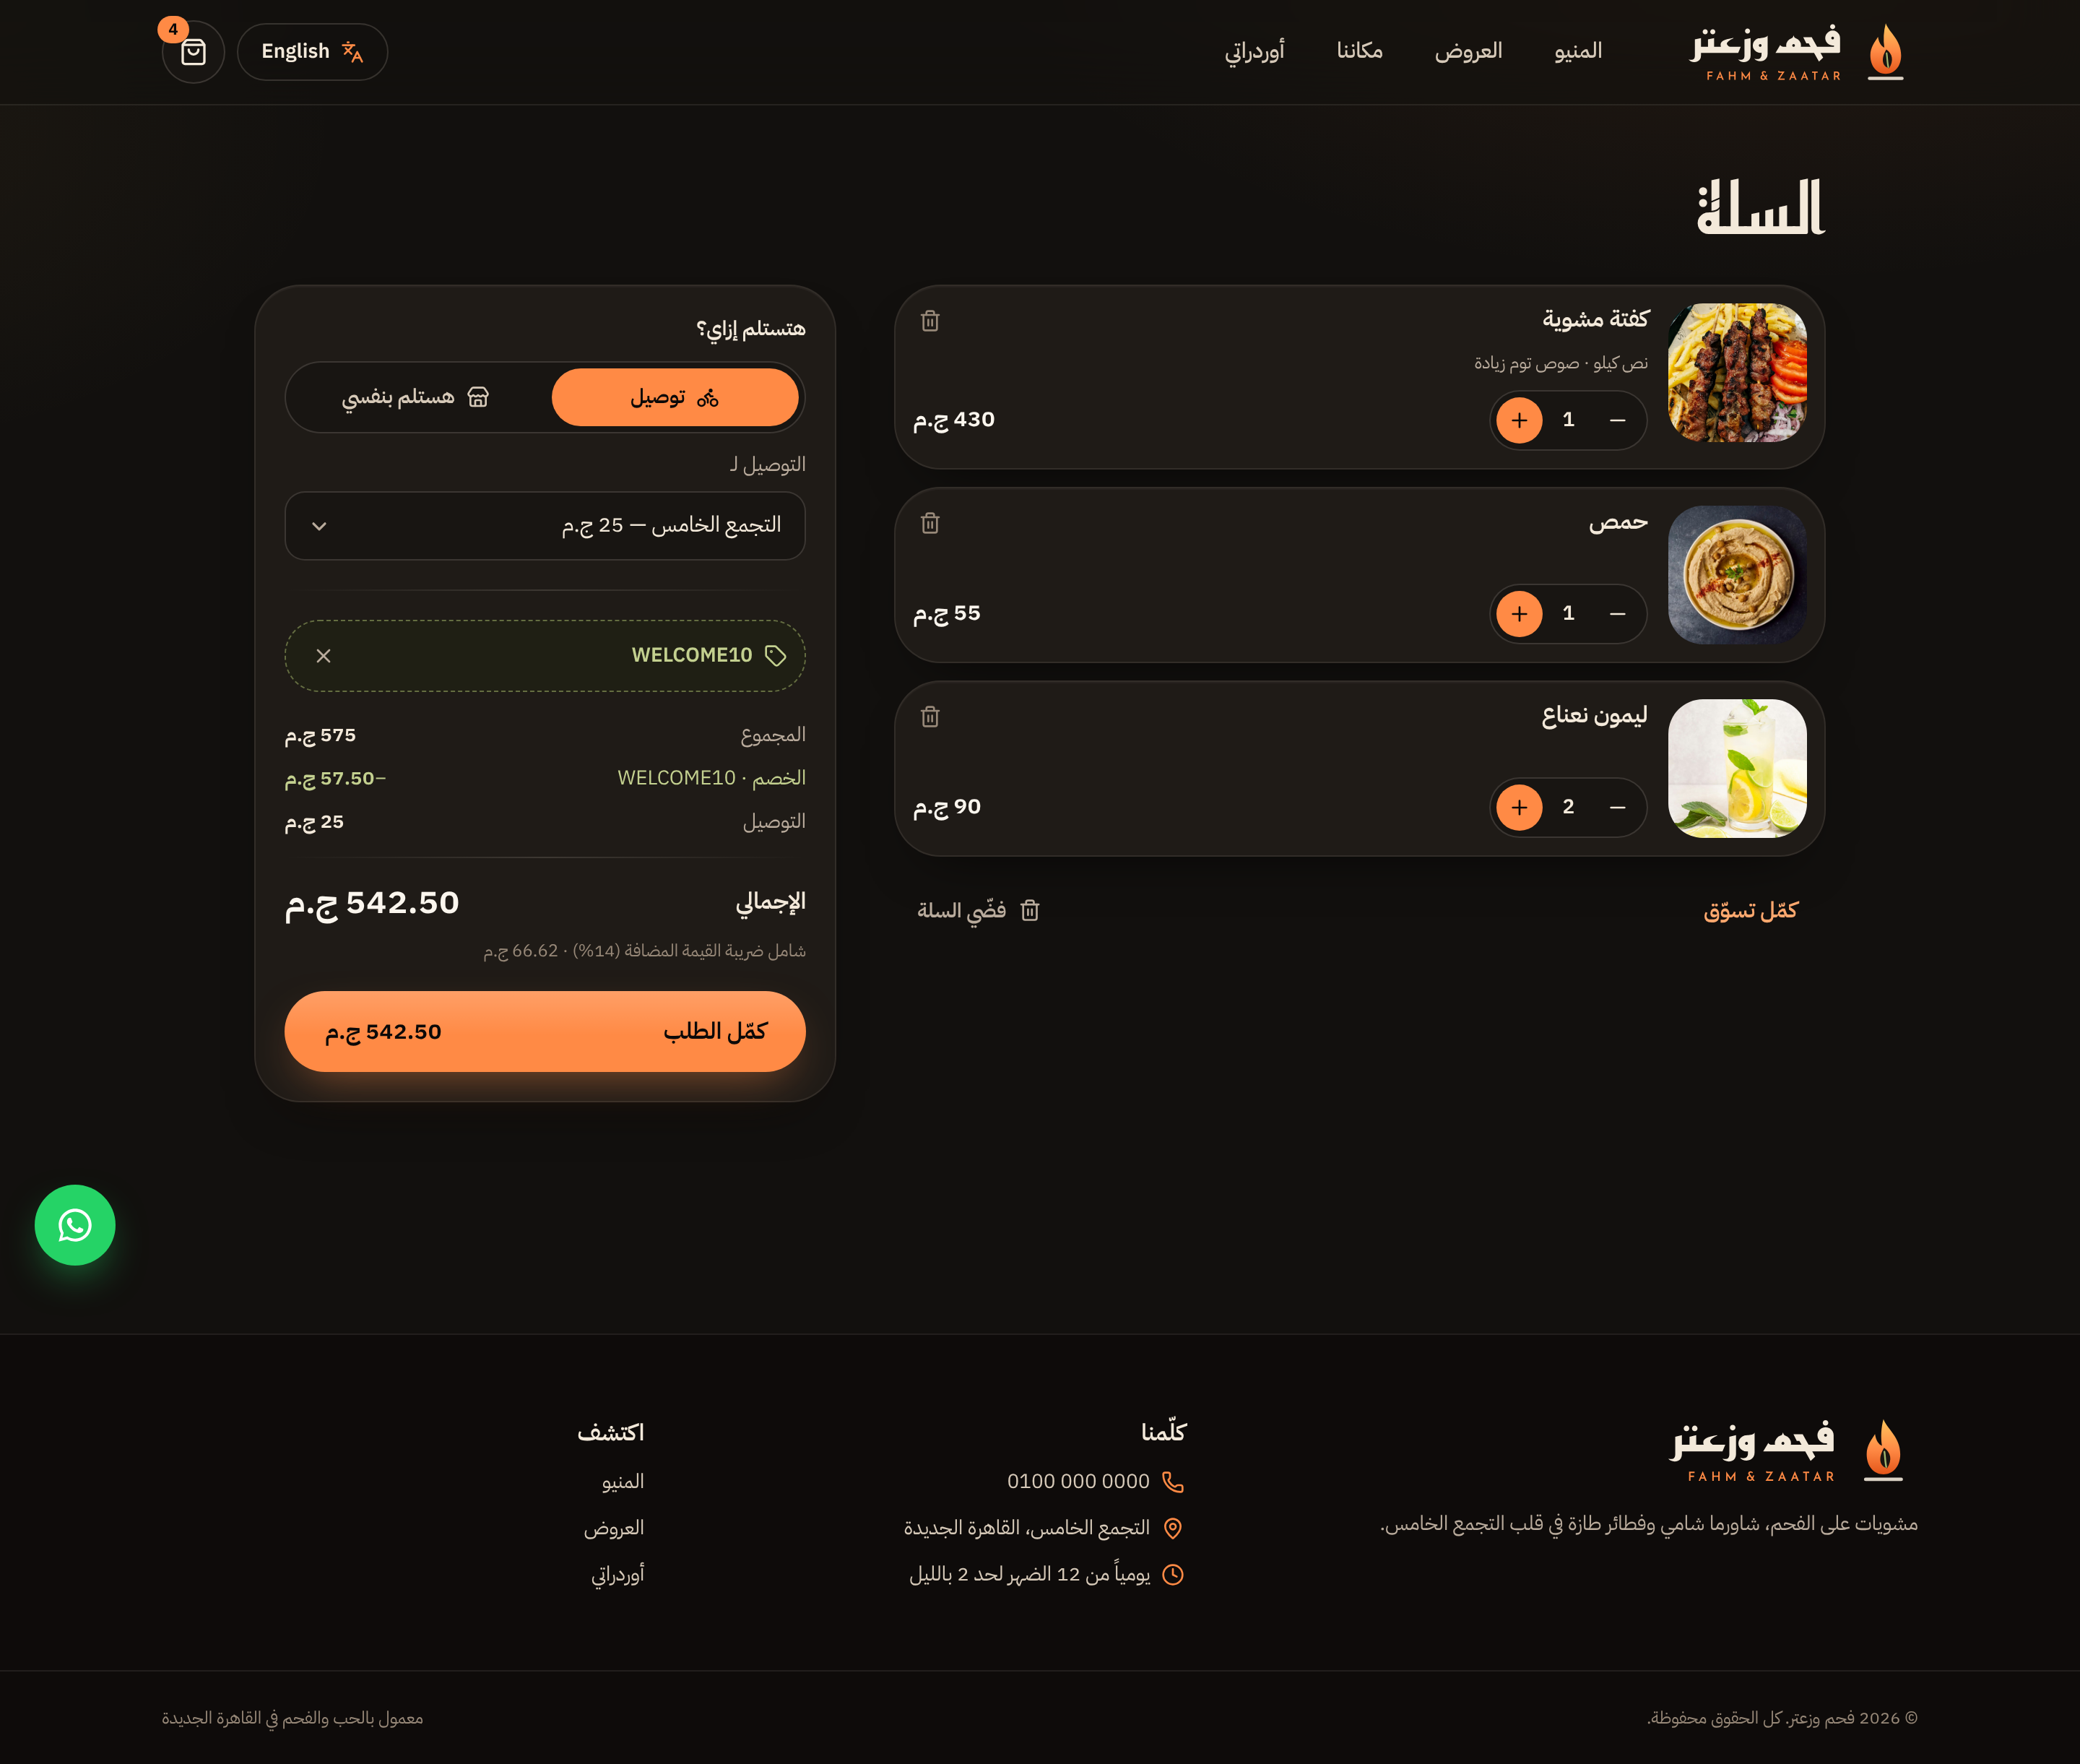 فحم وزعتر
FAHM & ZAATAR
المنيو
العروض
مكاننا
أوردراتي
English
4
السلة
كفتة مشوية
نص كيلو · صوص توم زيادة
1
430 ج.م
حمص
1
55 ج.م
ليمون نعناع
2
90 ج.م
كمّل تسوّق
فضّي السلة
هتستلم إزاي؟
توصيل
هستلم بنفسي
التوصيل لـ
التجمع الخامس — 25 ج.م
WELCOME10
المجموع 575 ج.م
الخصم · WELCOME10 −57.50 ج.م
التوصيل 25 ج.م
الإجمالي 542.50 ج.م
شامل ضريبة القيمة المضافة (14%) · 66.62 ج.م
كمّل الطلب 542.50 ج.م
فحم وزعتر
FAHM & ZAATAR
مشويات على الفحم، شاورما شامي وفطائر طازة في قلب التجمع الخامس.
كلّمنا
0100 000 0000
التجمع الخامس، القاهرة الجديدة
يومياً من 12 الضهر لحد 2 بالليل
اكتشف
المنيو
العروض
أوردراتي
© 2026 فحم وزعتر. كل الحقوق محفوظة.
معمول بالحب والفحم في القاهرة الجديدة